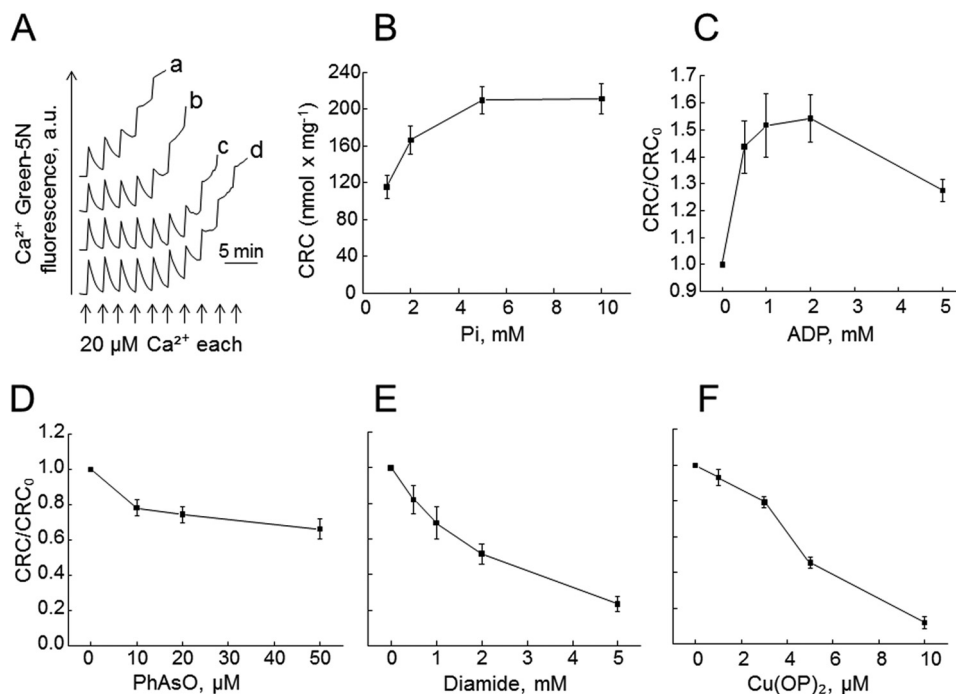 A
Ca²⁺ Green-5N
fluorescence, a.u.
a
b
c
d
5 min
20 µM Ca²⁺ each
B
CRC (nmol x mg⁻¹)
240
200
160
120
80
40
0
0 2 4 6 8 10
Pi, mM
C
CRC/CRC₀
1.7
1.6
1.5
1.4
1.3
1.2
1.1
1.0
0.9
0 1 2 3 4 5
ADP, mM
D
CRC/CRC₀
1.2
1.0
0.8
0.6
0.4
0.2
0.0
0 10 20 30 40 50
PhAsO, µM
E
0 1 2 3 4 5
Diamide, mM
F
0 2 4 6 8 10
Cu(OP)₂, µM